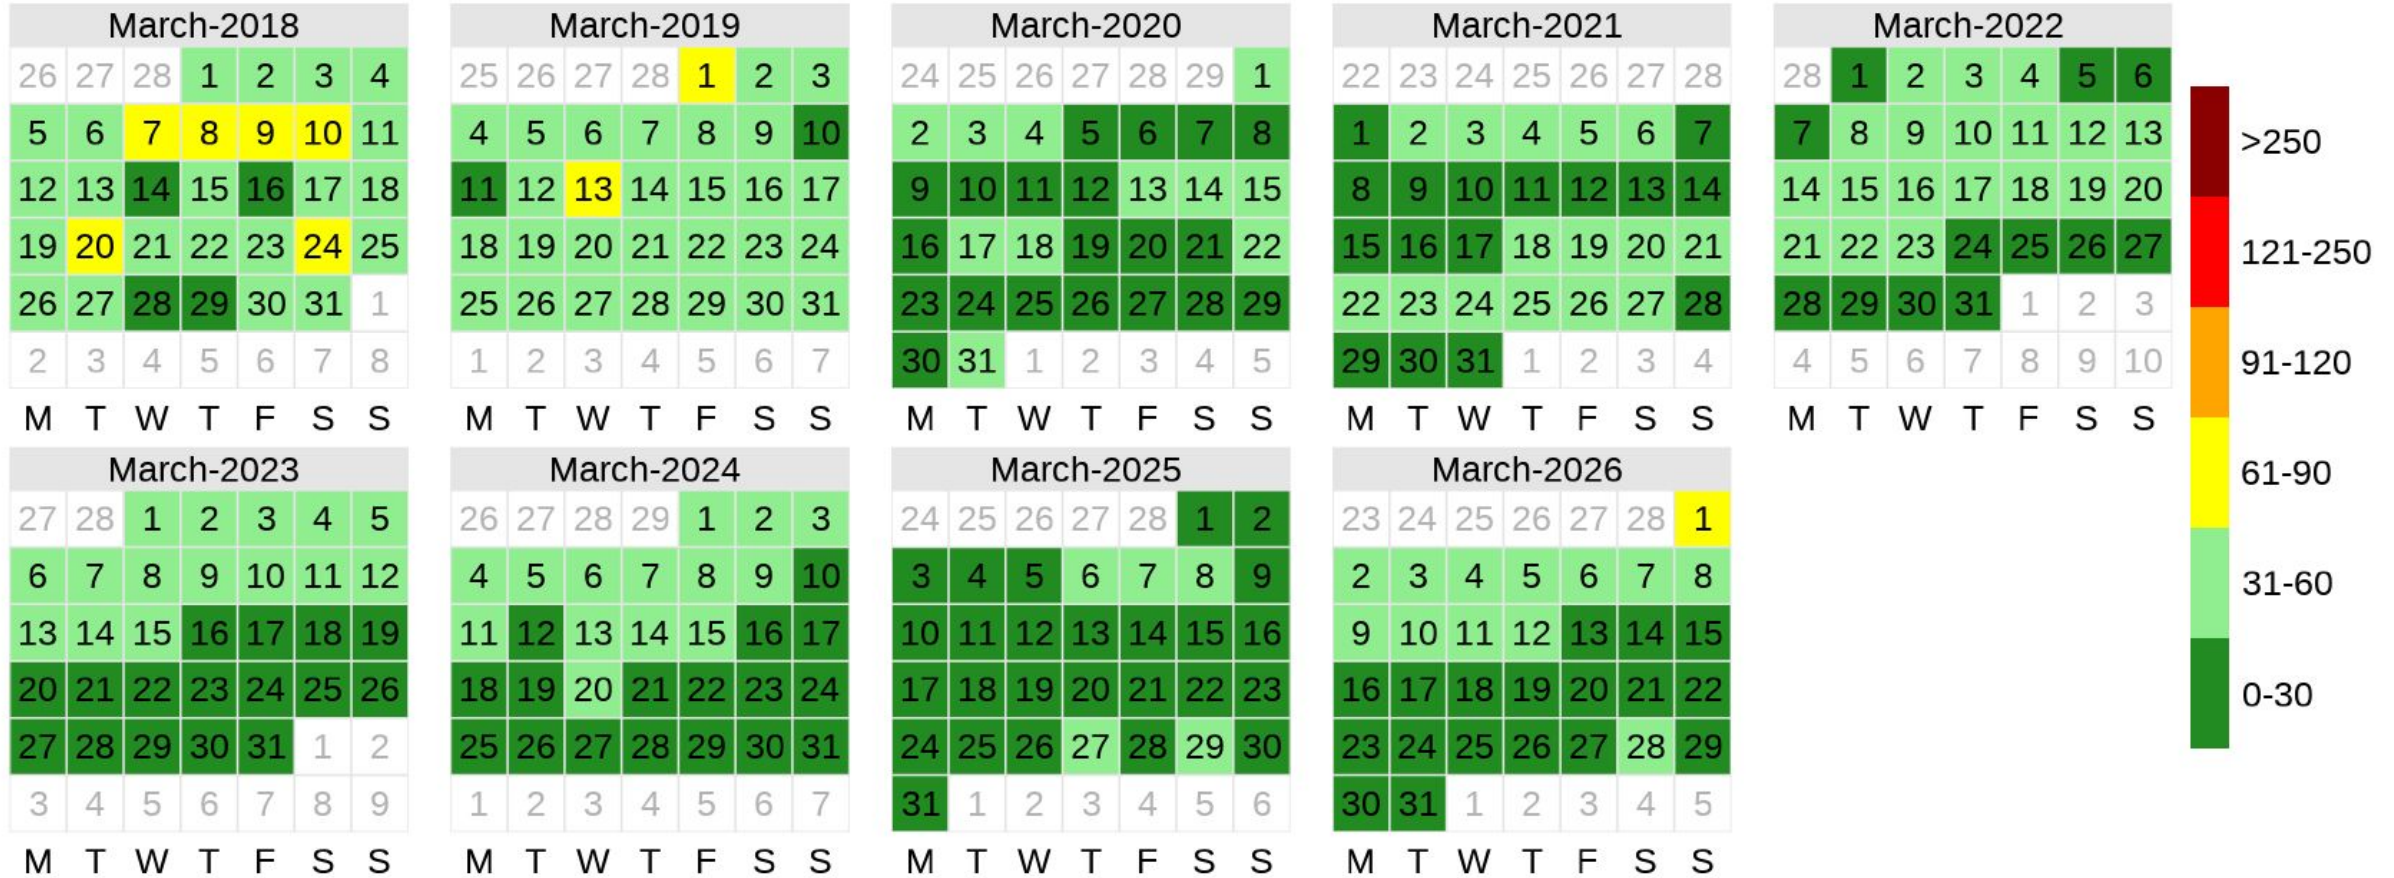 March-2018 March-2019 March-2020 March-2021 March-2022
26 27 28 1 2 3 4 25 26 27 28 1 2 3 24 25 26 27 28 29 1 22 23 24 25 26 27 28 28 1 2 3 4 5 6
5 6 7 8 9 10 11 4 5 6 7 8 9 10 2 3 4 5 6 7 8 1 2 3 4 5 6 7 7 8 9 10 11 12 13
>250
12 13 14 15 16 17 18 11 12 13 14 15 16 17 9 10 11 12 13 14 15 8 9 10 11 12 13 14 14 15 16 17 18 19 20
19 20 21 22 23 24 25 18 19 20 21 22 23 24 16 17 18 19 20 21 22 15 16 17 18 19 20 21 21 22 23 24 25 26 27
121-250
26 27 28 29 30 31 1 25 26 27 28 29 30 31 23 24 25 26 27 28 29 22 23 24 25 26 27 28 28 29 30 31 1 2 3
2 3 4 5 6 7 8 1 2 3 4 5 6 7 30 31 1 2 3 4 5 29 30 31 1 2 3 4 4 5 6 7 8 9 10
91-120
M T W T F S S M T W T F S S M T W T F S S M T W T F S S M T W T F S S
March-2023 March-2024 March-2025 March-2026
61-90
27 28 1 2 3 4 5 26 27 28 29 1 2 3 24 25 26 27 28 1 2 23 24 25 26 27 28 1
6 7 8 9 10 11 12 4 5 6 7 8 9 10 3 4 5 6 7 8 9 2 3 4 5 6 7 8
31-60
13 14 15 16 17 18 19 11 12 13 14 15 16 17 10 11 12 13 14 15 16 9 10 11 12 13 14 15
20 21 22 23 24 25 26 18 19 20 21 22 23 24 17 18 19 20 21 22 23 16 17 18 19 20 21 22
0-30
27 28 29 30 31 1 2 25 26 27 28 29 30 31 24 25 26 27 28 29 30 23 24 25 26 27 28 29
3 4 5 6 7 8 9 1 2 3 4 5 6 7 31 1 2 3 4 5 6 30 31 1 2 3 4 5
M T W T F S S M T W T F S S M T W T F S S M T W T F S S